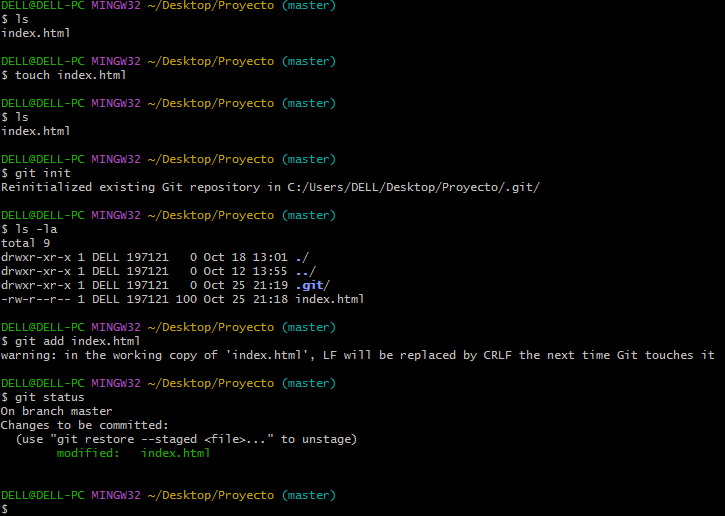 DELL@DELL-PC MINGW32 ~/Desktop/Proyecto (master)
$ ls
index.html
DELL@DELL-PC MINGW32 ~/Desktop/Proyecto (master)
$ touch index.html
DELL@DELL-PC MINGW32 ~/Desktop/Proyecto (master)
$ ls
index.html
DELL@DELL-PC MINGW32 ~/Desktop/Proyecto (master)
$ git init
Reinitialized existing Git repository in C:/Users/DELL/Desktop/Proyecto/.git/
DELL@DELL-PC MINGW32 ~/Desktop/Proyecto (master)
$ ls -la
total 9
drwxr-xr-x 1 DELL 197121   0 Oct 18 13:01 ./
drwxr-xr-x 1 DELL 197121   0 Oct 12 13:55 ../
drwxr-xr-x 1 DELL 197121   0 Oct 25 21:19 .git/
-rw-r--r-- 1 DELL 197121 100 Oct 25 21:18 index.html
DELL@DELL-PC MINGW32 ~/Desktop/Proyecto (master)
$ git add index.html
warning: in the working copy of 'index.html', LF will be replaced by CRLF the next time Git touches it
DELL@DELL-PC MINGW32 ~/Desktop/Proyecto (master)
$ git status
On branch master
Changes to be committed:
  (use "git restore --staged <file>..." to unstage)
        modified:   index.html
DELL@DELL-PC MINGW32 ~/Desktop/Proyecto (master)
$